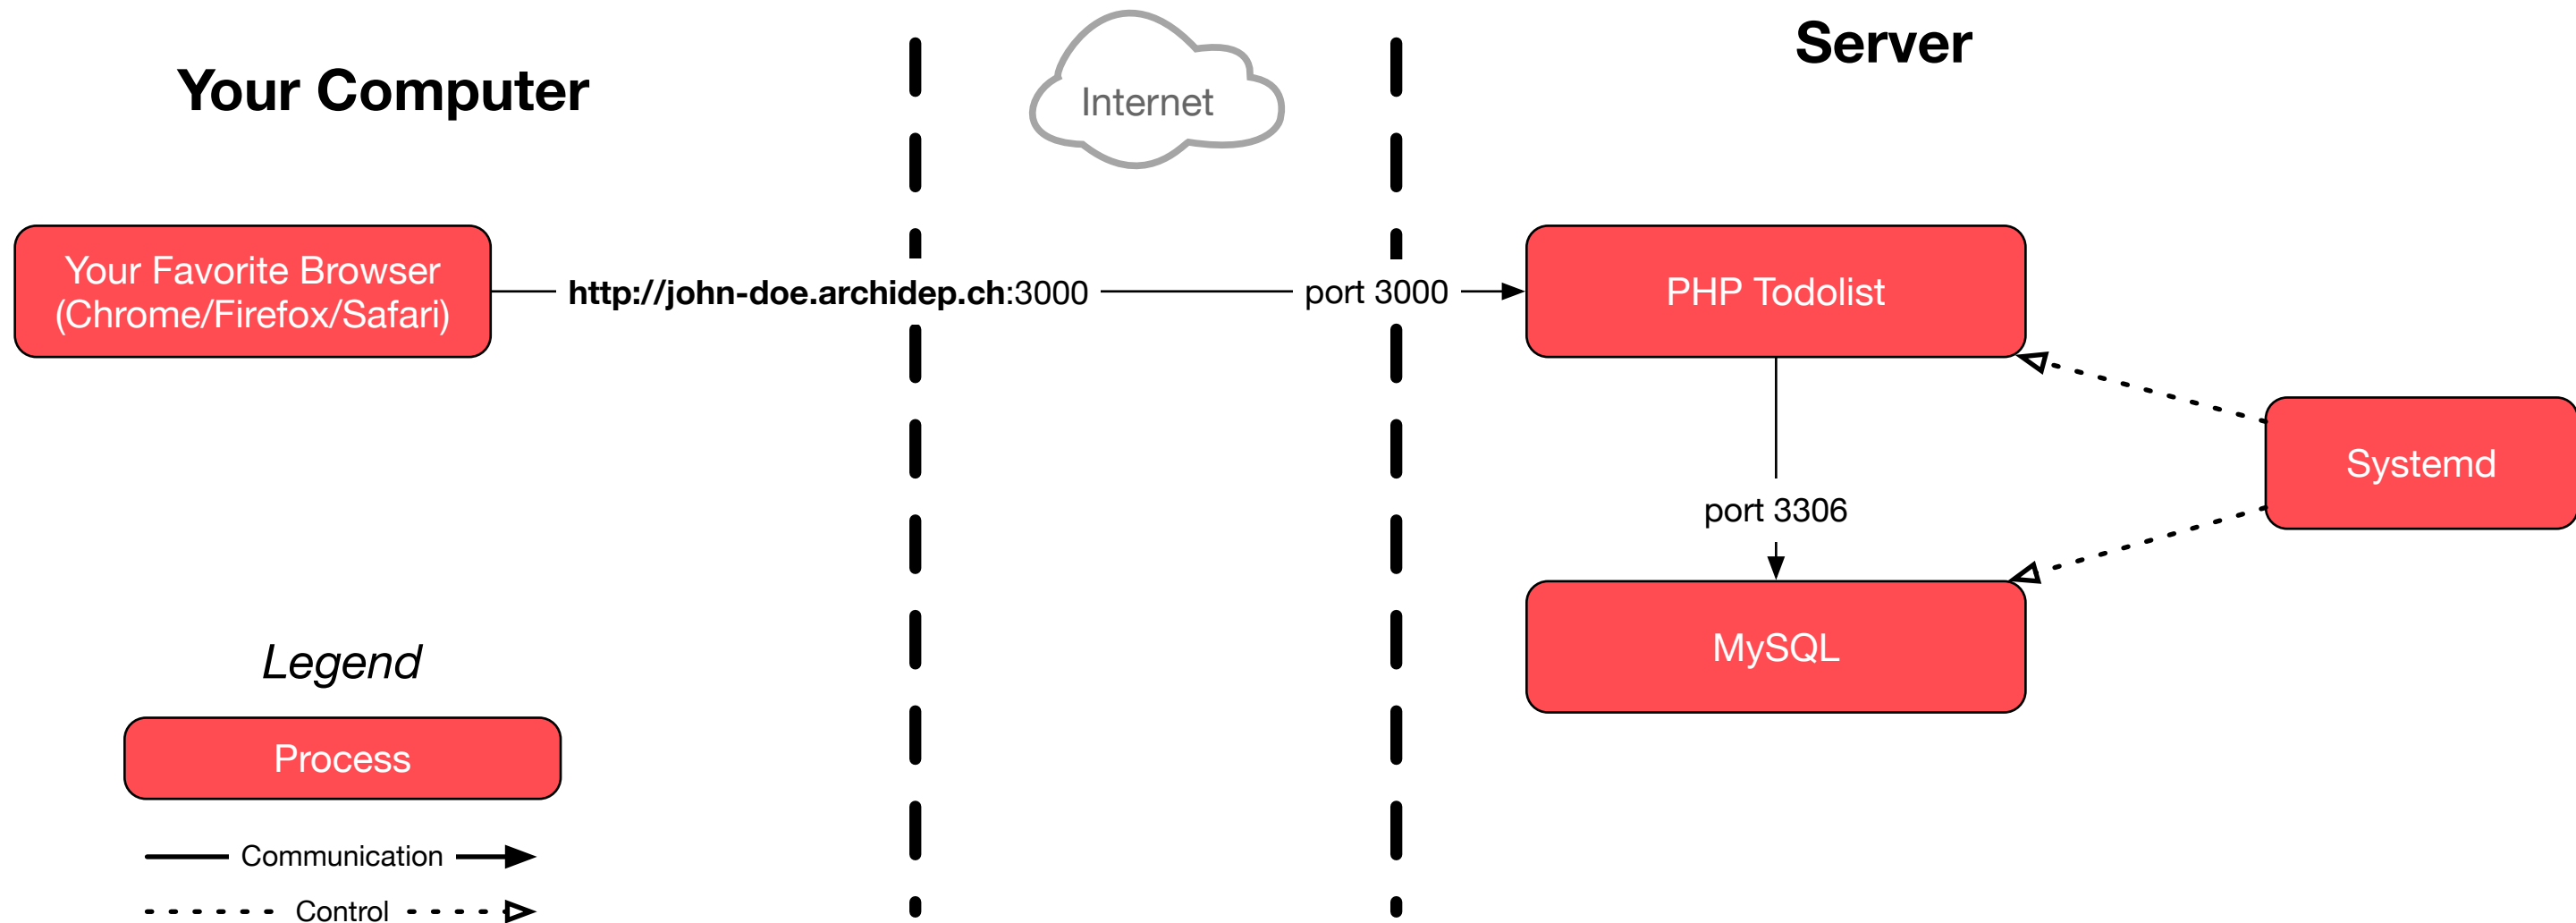 Your Computer
Internet
Server
Your Favorite Browser
(Chrome/Firefox/Safari)
http://john-doe.archidep.ch:3000
port 3000
PHP Todolist
Systemd
port 3306
MySQL
Legend
Process
Communication
Control